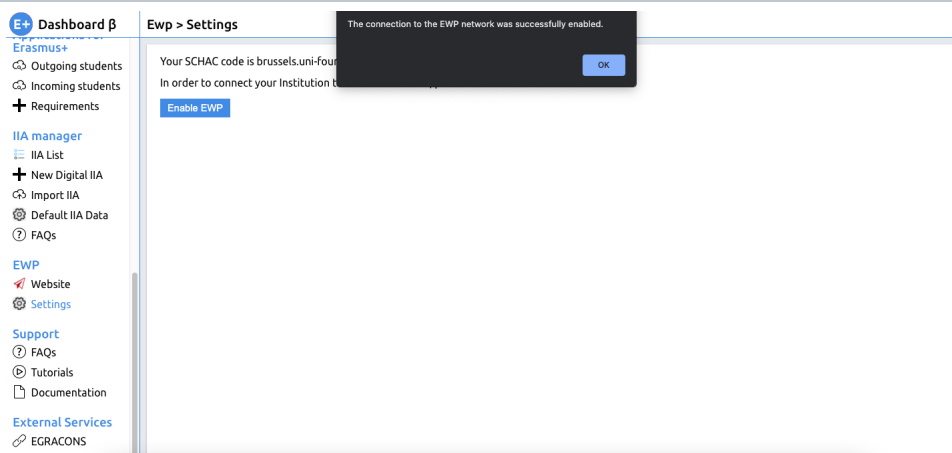 E+ Dashboard β
Ewp > Settings
The connection to the EWP network was successfully enabled.
OK
Applications for
Erasmus+
Outgoing students
Incoming students
Requirements
IIA manager
IIA List
New Digital IIA
Import IIA
Default IIA Data
FAQs
EWP
Website
Settings
Support
FAQs
Tutorials
Documentation
External Services
EGRACONS
Your SCHAC code is brussels.uni-four
In order to connect your Institution t
Enable EWP